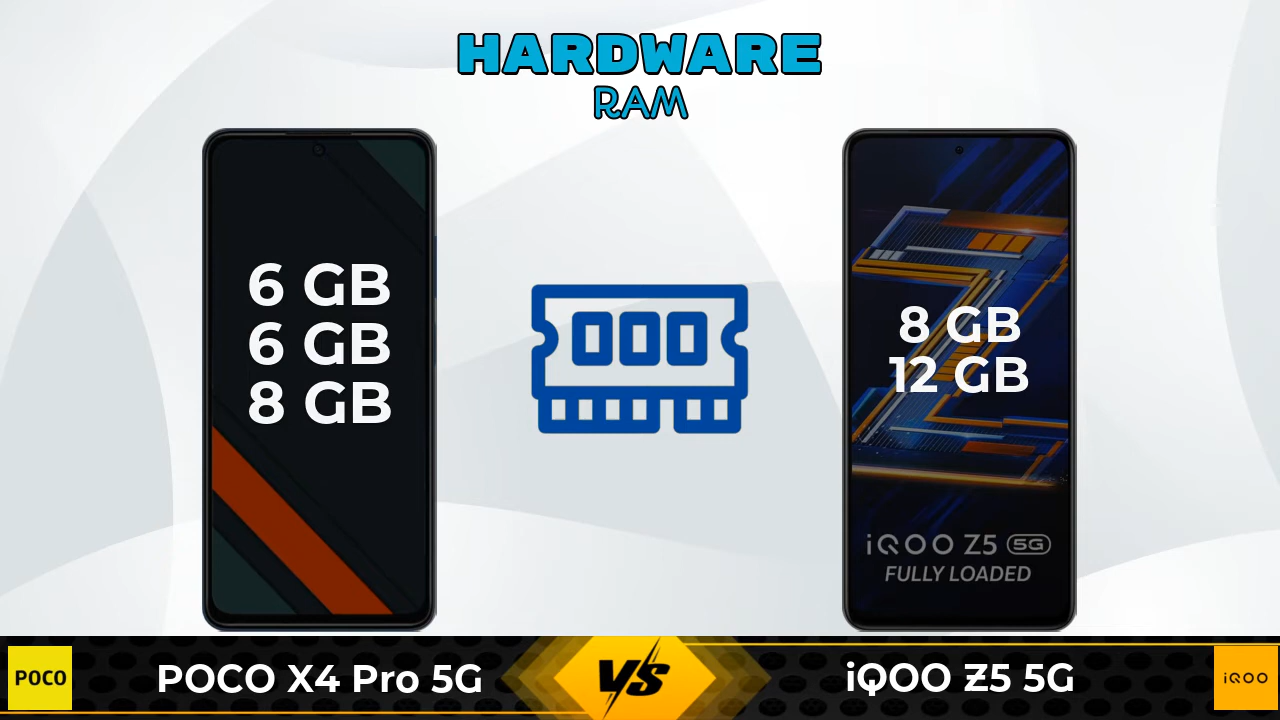 HARDWARE
RAM
6 GB
6 GB
8 GB
8 GB
12 GB
iQOO Z5 5G
FULLY LOADED
POCO
POCO X4 Pro 5G
VS
iQOO Z5 5G
iQOO